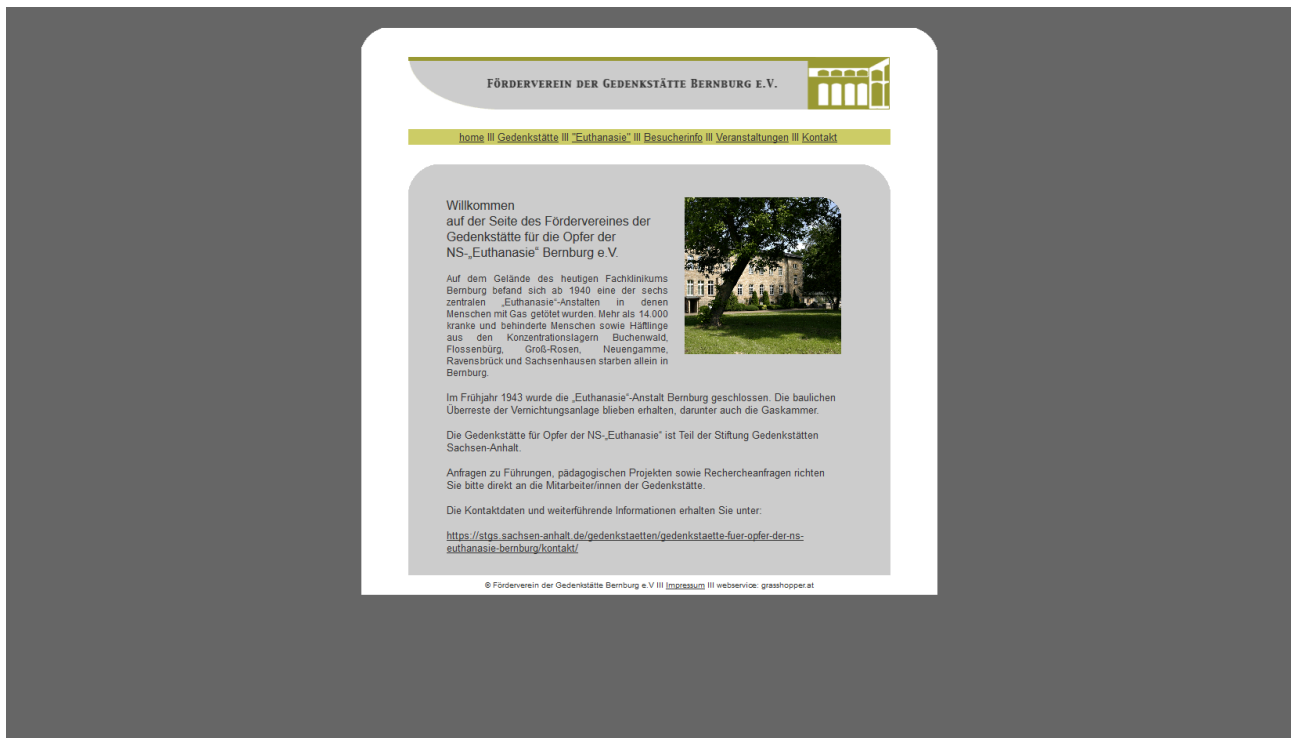 FÖRDERVEREIN DER GEDENKSTÄTTE BERNBURG E.V.
home III Gedenkstätte III "Euthanasie" III Besucherinfo III Veranstaltungen III Kontakt
Willkommen
auf der Seite des Fördervereines der
Gedenkstätte für die Opfer der
NS-„Euthanasie“ Bernburg e.V.
Auf dem Gelände des heutigen Fachklinikums
Bernburg befand sich ab 1940 eine der sechs
zentralen „Euthanasie“-Anstalten in denen
Menschen mit Gas getötet wurden. Mehr als 14.000
kranke und behinderte Menschen sowie Häftlinge
aus den Konzentrationslagern Buchenwald,
Flossenbürg, Groß-Rosen, Neuengamme,
Ravensbrück und Sachsenhausen starben allein in
Bernburg.
Im Frühjahr 1943 wurde die „Euthanasie“-Anstalt Bernburg geschlossen. Die baulichen
Überreste der Vernichtungsanlage blieben erhalten, darunter auch die Gaskammer.
Die Gedenkstätte für Opfer der NS-„Euthanasie“ ist Teil der Stiftung Gedenkstätten
Sachsen-Anhalt.
Anfragen zu Führungen, pädagogischen Projekten sowie Rechercheanfragen richten
Sie bitte direkt an die Mitarbeiter/innen der Gedenkstätte.
Die Kontaktdaten und weiterführende Informationen erhalten Sie unter:
https://stgs.sachsen-anhalt.de/gedenkstaetten/gedenkstaette-fuer-opfer-der-ns-
euthanasie-bernburg/kontakt/
© Förderverein der Gedenkstätte Bernburg e.V III Impressum III webservice: grasshopper.at